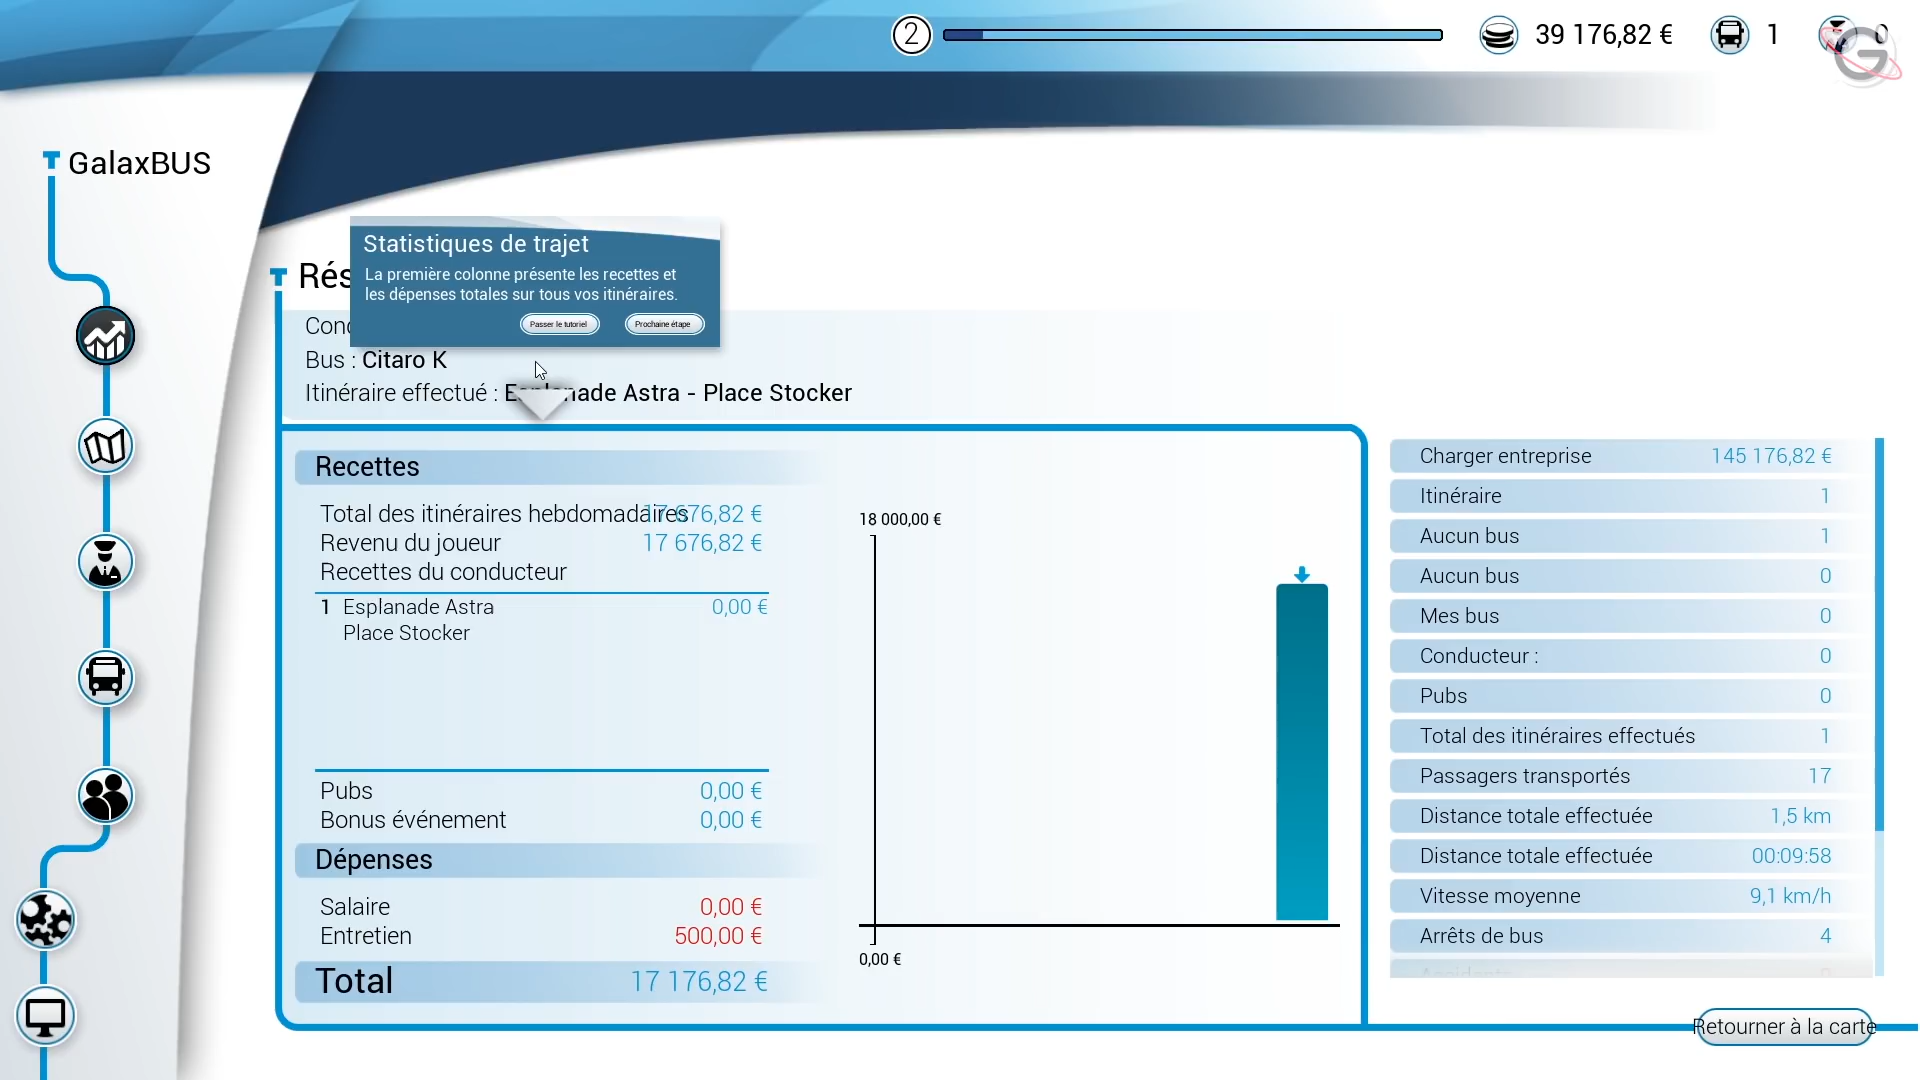 2
39 176,82 €
1
0
G
GalaxBUS
Statistiques de trajet
La première colonne présente les recettes et
les dépenses totales sur tous vos itinéraires.
Passer le tutoriel
Prochaine étape
Bus : Citaro K
Itinéraire effectué : Esplanade Astra - Place Stocker
Recettes
Total des itinéraires hebdomadaires 17 676,82 €
Revenu du joueur 17 676,82 €
Recettes du conducteur
1 Esplanade Astra 0,00 €
Place Stocker
Pubs 0,00 €
Bonus événement 0,00 €
Dépenses
Salaire 0,00 €
Entretien 500,00 €
Total 17 176,82 €
18 000,00 €
0,00 €
Charger entreprise 145 176,82 €
Itinéraire 1
Aucun bus 1
Aucun bus 0
Mes bus 0
Conducteur : 0
Pubs 0
Total des itinéraires effectués 1
Passagers transportés 17
Distance totale effectuée 1,5 km
Distance totale effectuée 00:09:58
Vitesse moyenne 9,1 km/h
Arrêts de bus 4
Retourner à la carte